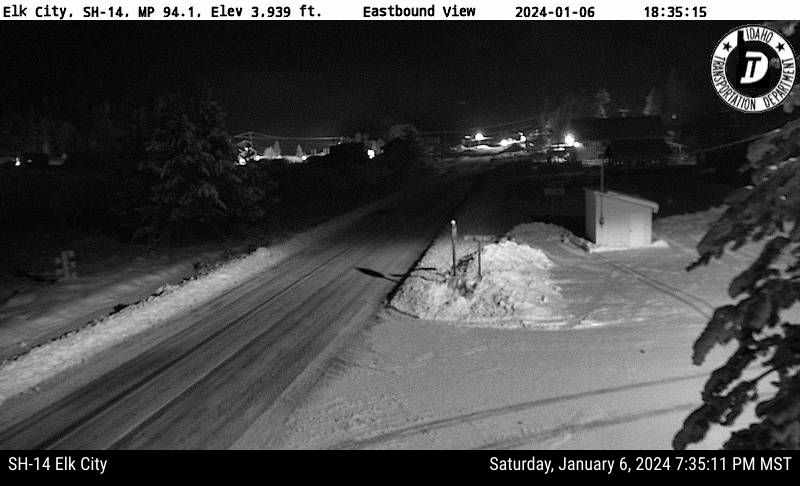 Elk City, SH-14, MP 94.1, Elev 3,939 ft. Eastbound View 2024-01-06 18:35:15
IDAHO
TRANSPORTATION DEPARTMENT
SH-14 Elk City Saturday, January 6, 2024 7:35:11 PM MST